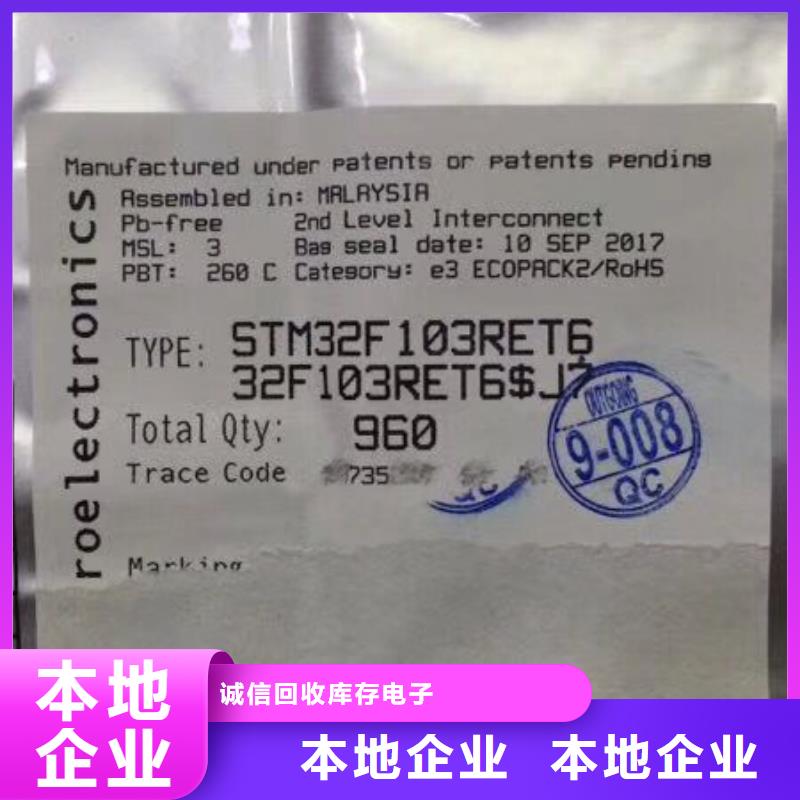 Manufactured under patents or patents pending
roelectronics
Assembled in: MALAYSIA
Pb-free 2nd Level Interconnect
MSL: 3 Bag seal date: 10 SEP 2017
PBT: 260 C Category: e3 ECOPACK2/RoHS
TYPE: STM32F103RET6
32F103RET6$J7
Total Qty: 960
Trace Code 735
OUTGOING
9-008
QC
QC
Marking
本地
企业
诚信回收库存电子
本地企业 本地企业